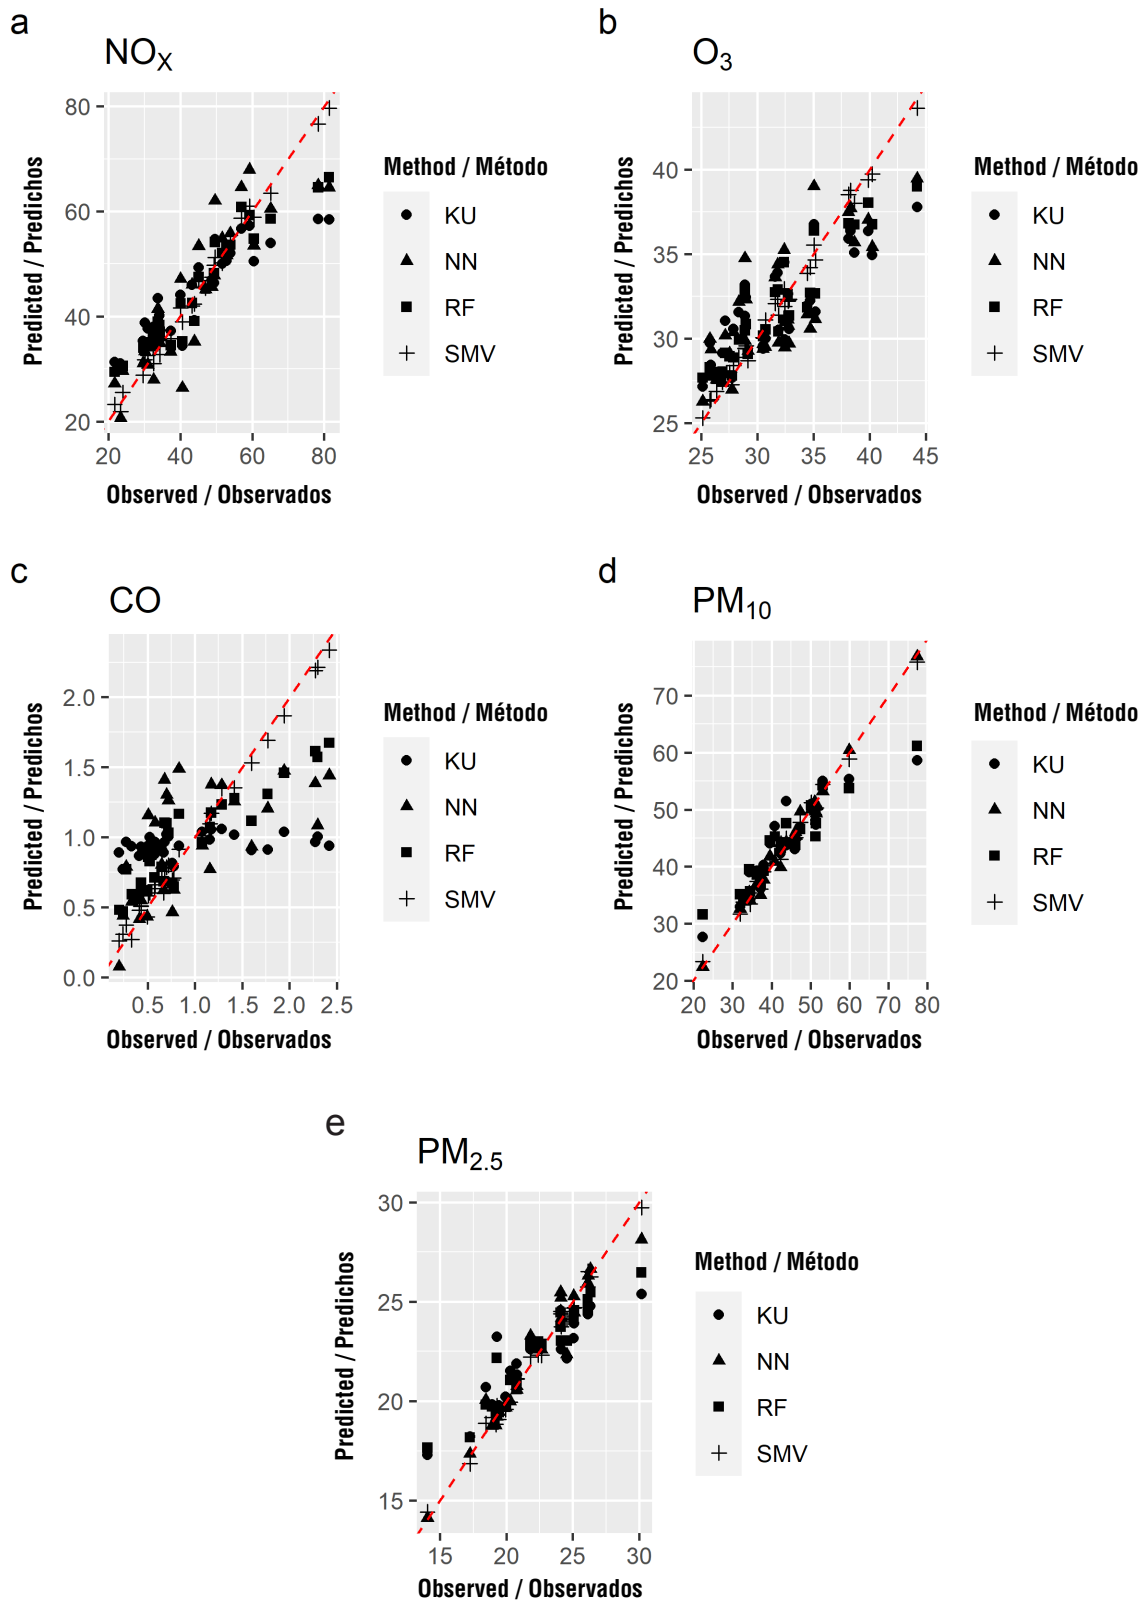 a
NOX
80
60
40
20
20 40 60 80
Predicted / Predichos
Observed / Observados
Method / Método
KU
NN
RF
SMV
b
O3
40
35
30
25
25 30 35 40 45
Predicted / Predichos
Observed / Observados
Method / Método
KU
NN
RF
SMV
c
CO
2.0
1.5
1.0
0.5
0.0
0.5 1.0 1.5 2.0 2.5
Predicted / Predichos
Observed / Observados
Method / Método
KU
NN
RF
SMV
d
PM10
70
60
50
40
30
20
20 30 40 50 60 70 80
Predicted / Predichos
Observed / Observados
Method / Método
KU
NN
RF
SMV
e
PM2.5
30
25
20
15
15 20 25 30
Predicted / Predichos
Observed / Observados
Method / Método
KU
NN
RF
SMV